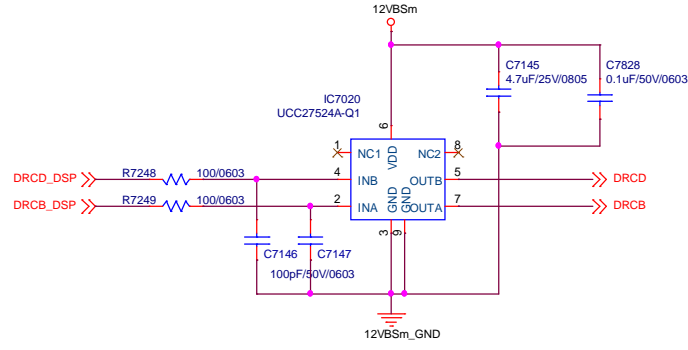 12VBSm
C7145
4.7uF/25V/0805
C7828
0.1uF/50V/0603
IC7020
UCC27524A-Q1
6
VDD
1 NC1 NC2 8
DRCD_DSP R7248 100/0603 4 INB OUTB 5 DRCD
DRCB_DSP R7249 100/0603 2 INA OUTA 7 DRCB
GND GND
3 9
C7146 C7147
100pF/50V/0603
12VBSm_GND